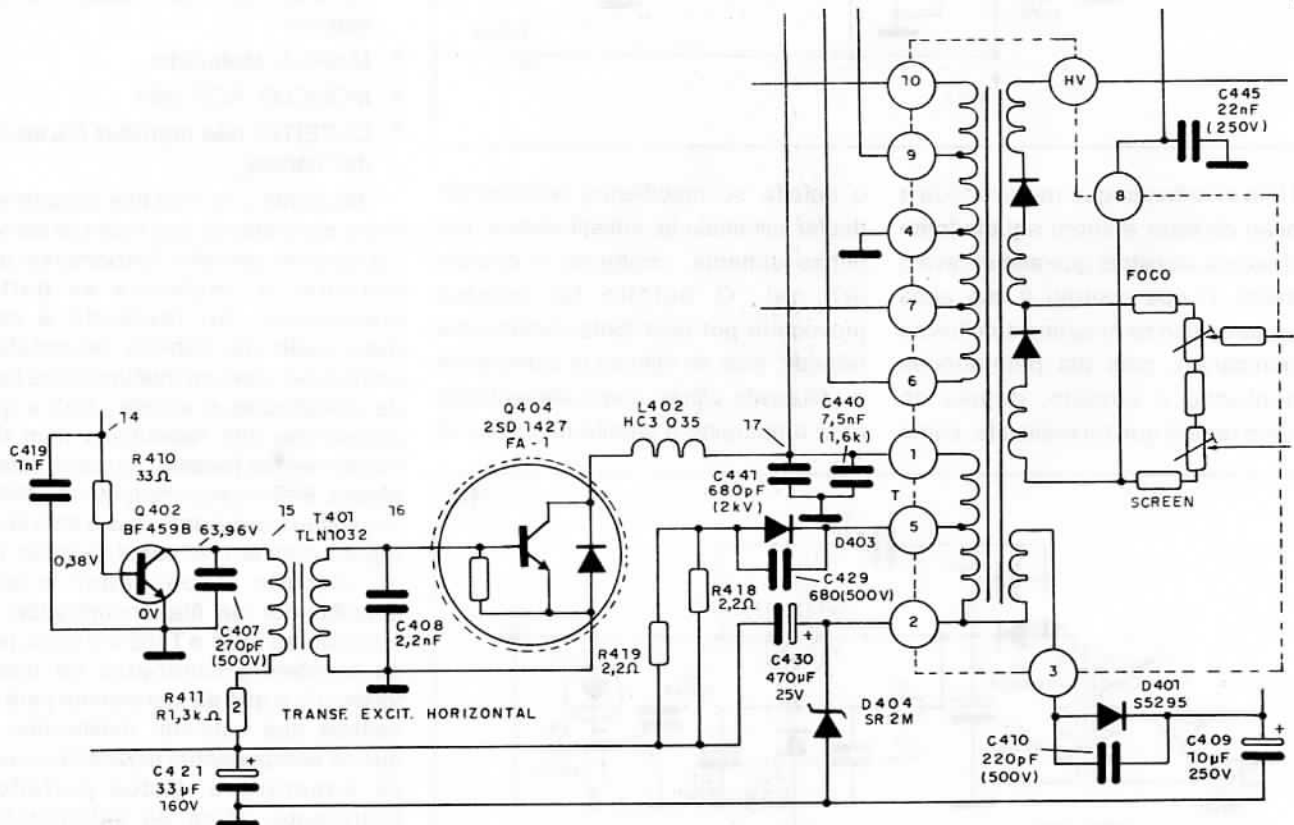 10
HV
C445
22nF
(250V)
9
8
4
7
FOCO
6
SCREEN
14
C419
1nF
R410
33Ω
Q402
BF459B
63,96V
0,38V
0V
C407
270pF
(500V)
15
T401
TLN1032
16
C408
2,2nF
R411
R1,3kΩ
2
TRANSF. EXCIT. HORIZONTAL
C421
33µF
160V
+
Q404
2SD 1427
FA-1
L402
HC3 035
17
C440
7,5nF
(1,6k)
C441
680pF
(2kV)
1
T
5
D403
C429
680(500V)
R418
2,2Ω
R419
2,2Ω
2
C430
470µF
25V
+
D404
SR2M
3
D401
S5295
C410
220pF
(500V)
C409
10µF
250V
+